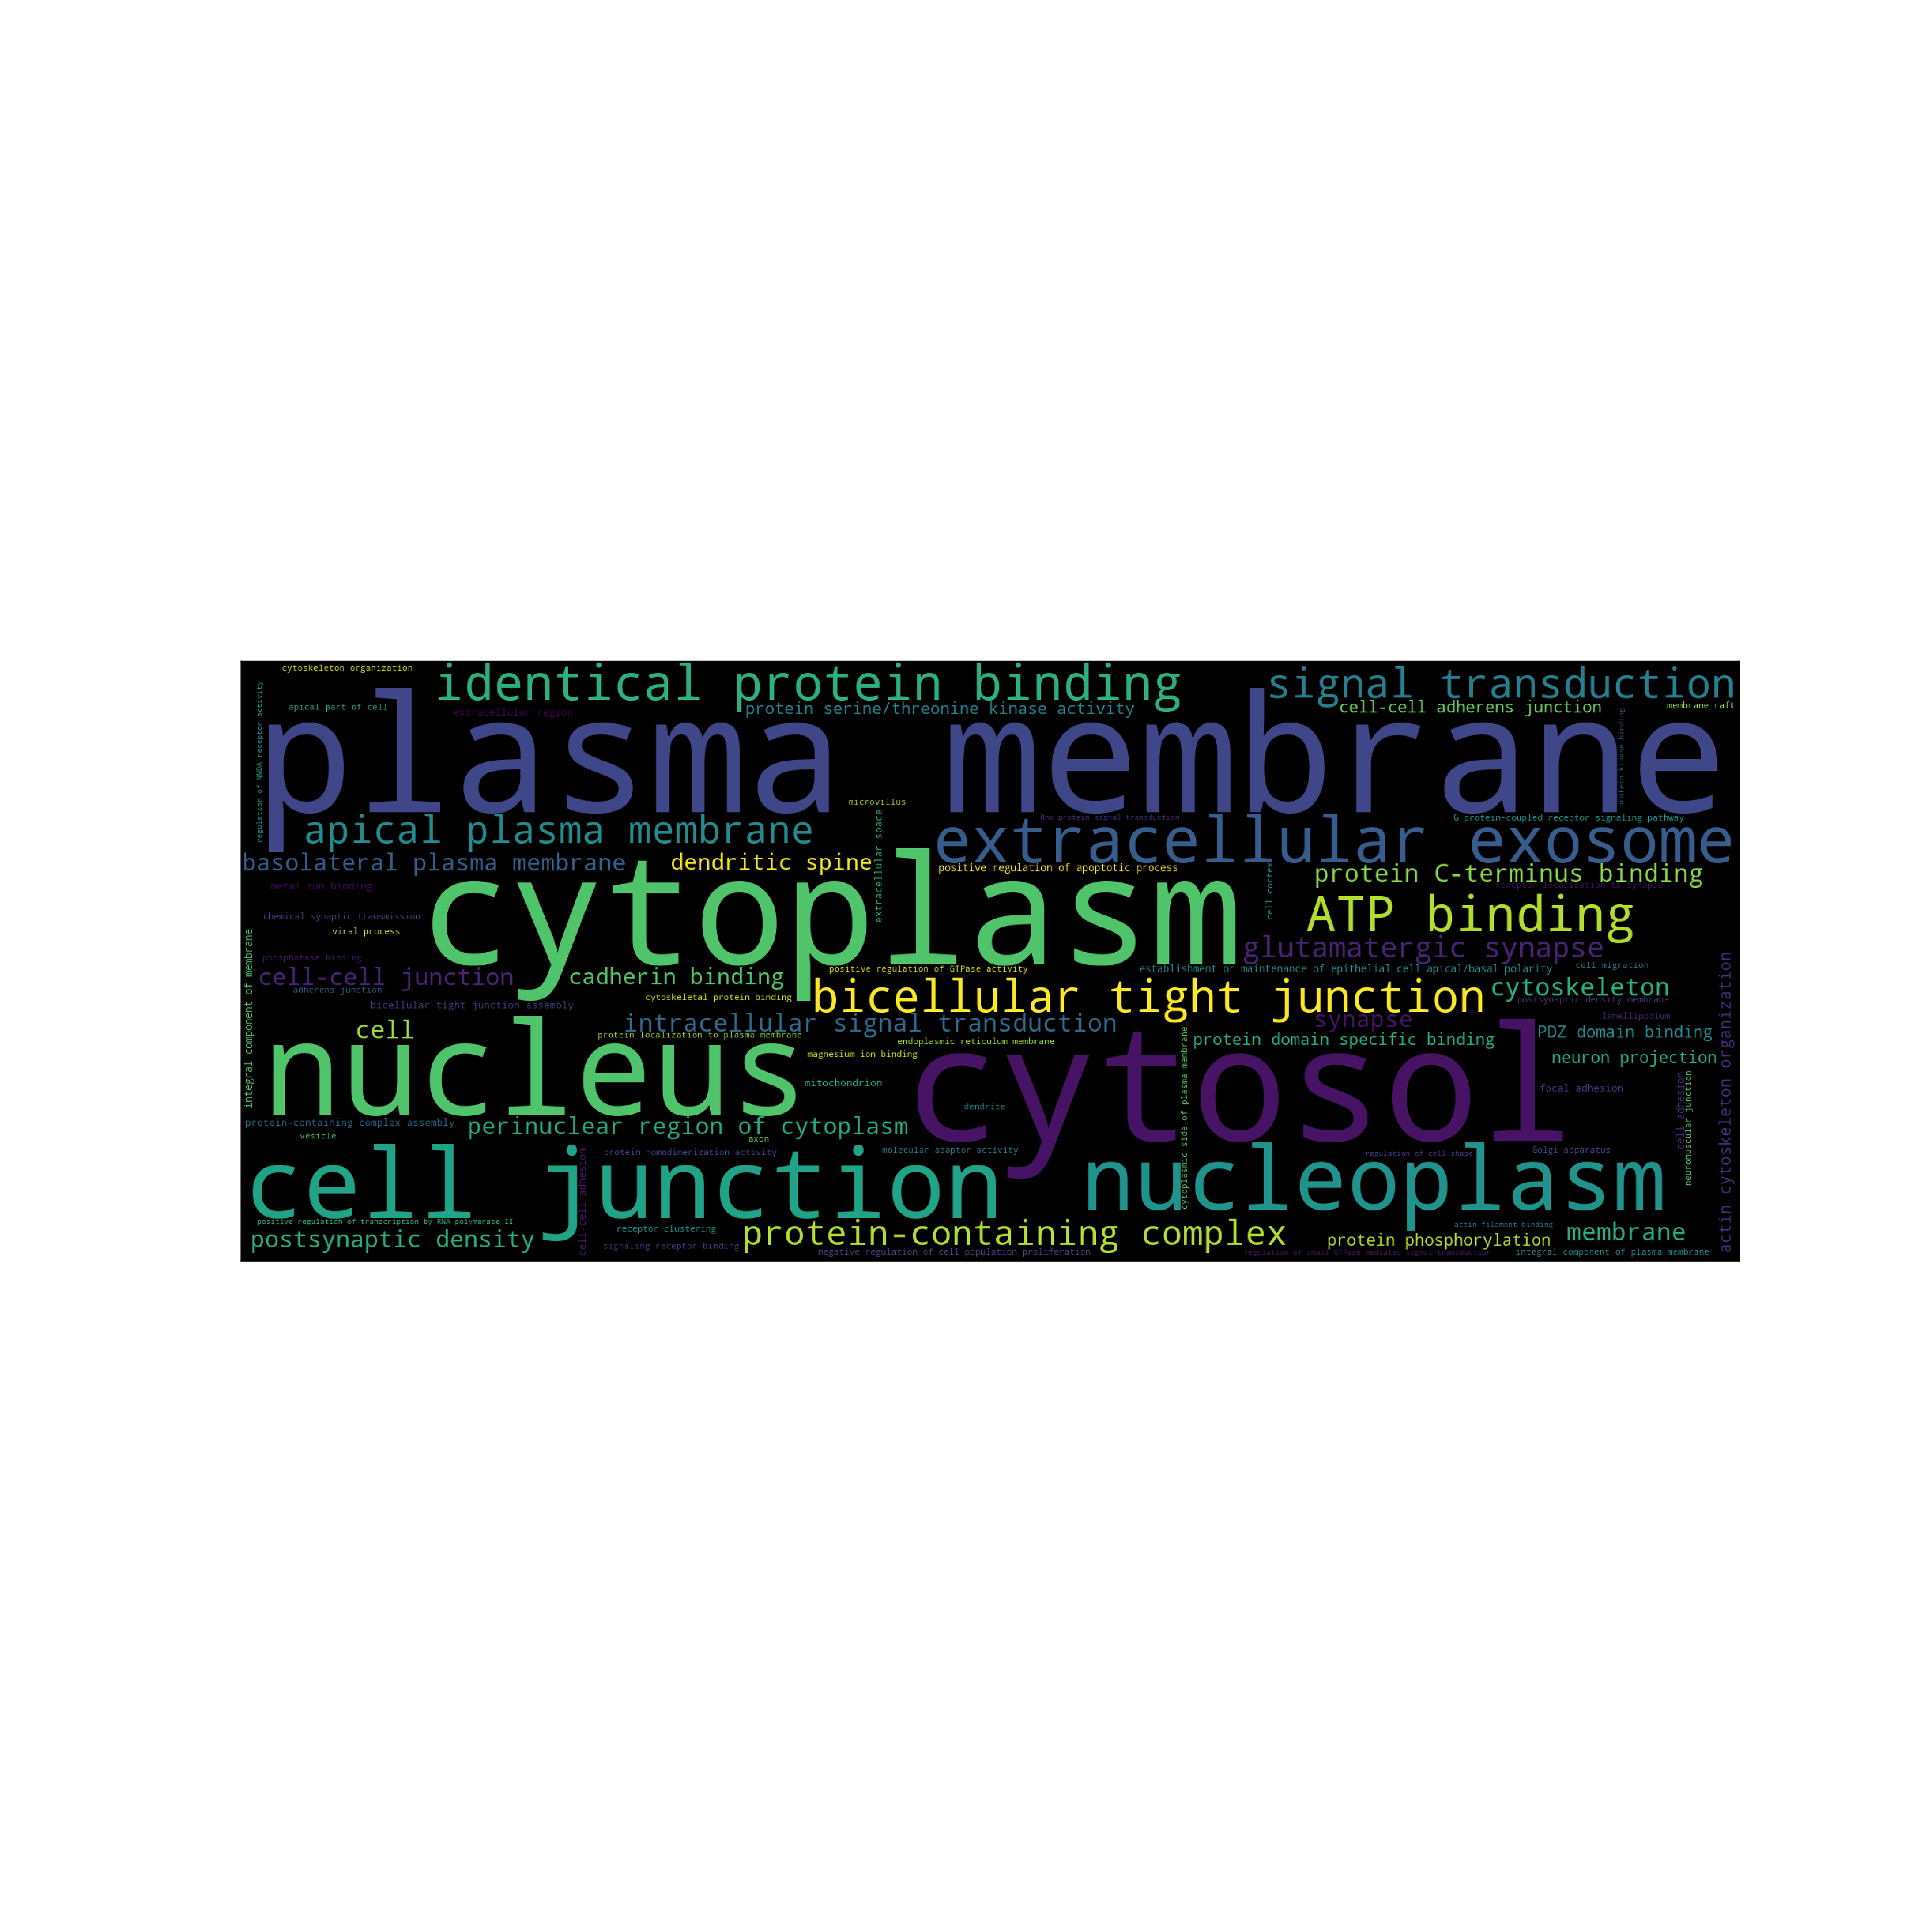 cytoskeleton organization
identical protein binding
signal transduction
regulation of NMDA receptor activity
apical part of cell
extracellular region
protein serine/threonine kinase activity
cell-cell adherens junction
membrane raft
plasma membrane
protein kinase binding
microvillus
apical plasma membrane
extracellular space
Rho protein signal transduction
extracellular exosome
G protein-coupled receptor signaling pathway
basolateral plasma membrane
dendritic spine
positive regulation of apoptotic process
cell cortex
protein C-terminus binding
metal ion binding
receptor localization to synapse
cytoplasm
chemical synaptic transmission
viral process
ATP binding
integral component of membrane
phosphatase binding
glutamatergic synapse
cell-cell junction
cadherin binding
positive regulation of GTPase activity
establishment or maintenance of epithelial cell apical/basal polarity
cell migration
adherens junction
cytoskeletal protein binding
bicellular tight junction
cytoskeleton
postsynaptic density membrane
bicellular tight junction assembly
actin cytoskeleton organization
cell
intracellular signal transduction
synapse
lamellipodium
protein localization to plasma membrane
endoplasmic reticulum membrane
protein domain specific binding
PDZ domain binding
nucleus
magnesium ion binding
cytosol
cytoplasmic side of plasma membrane
neuron projection
mitochondrion
focal adhesion
cell adhesion
neuromuscular junction
dendrite
protein-containing complex assembly
perinuclear region of cytoplasm
vesicle
axon
cell junction
cell-cell adhesion
protein homodimerization activity
molecular adaptor activity
nucleoplasm
regulation of cell shape
Golgi apparatus
positive regulation of transcription by RNA polymerase II
receptor clustering
protein-containing complex
actin filament binding
membrane
postsynaptic density
signaling receptor binding
negative regulation of cell population proliferation
protein phosphorylation
regulation of small GTPase mediated signal transduction
integral component of plasma membrane